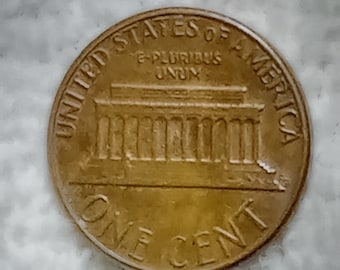 UNITED STATES OF AMERICA
E·PLURIBUS
UNUM
ONE CENT